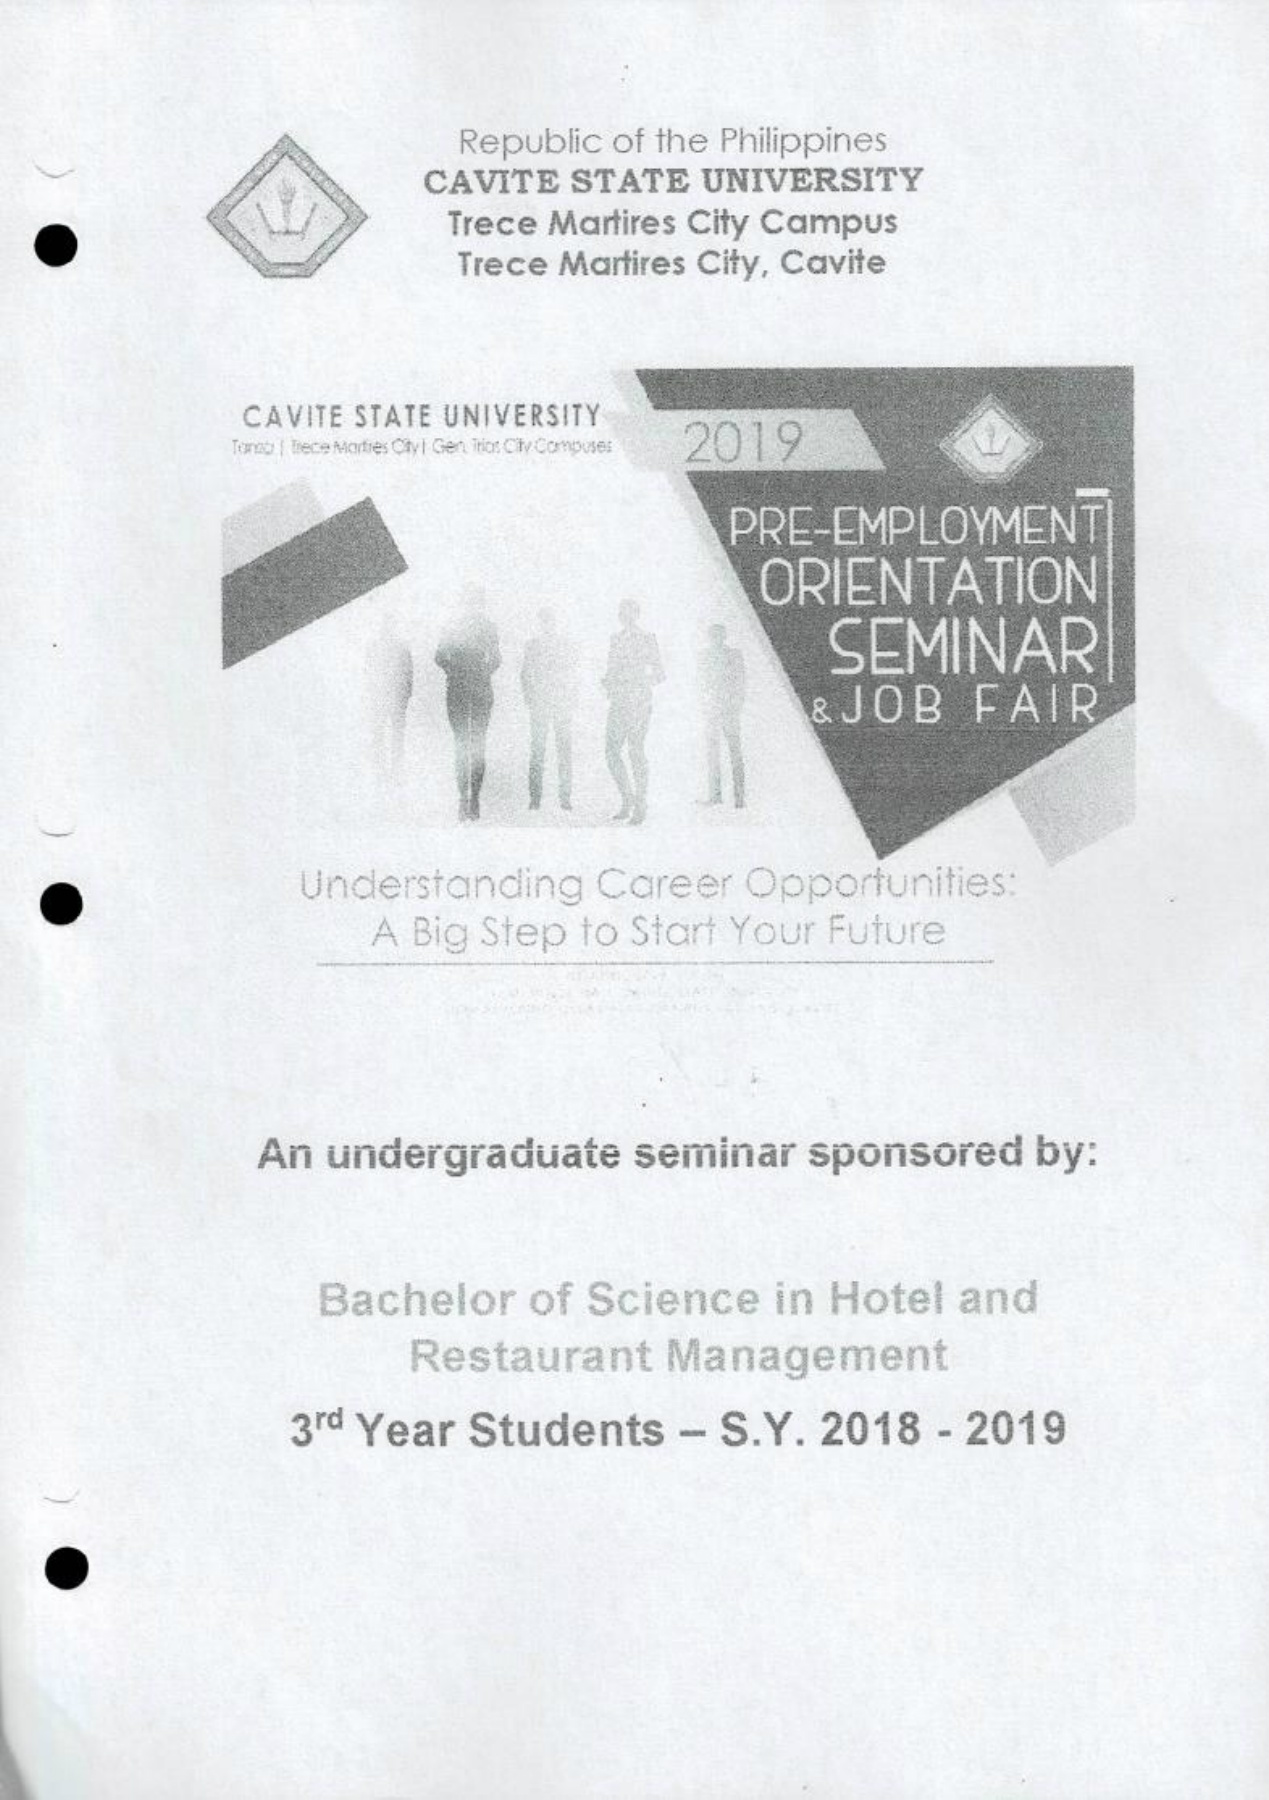 Republic of the Philippines
CAVITE STATE UNIVERSITY
Trece Martires City Campus
Trece Martires City, Cavite
CAVITE STATE UNIVERSITY
Tanza | Trece Martires City | Gen. Trias City Campuses
2019
PRE-EMPLOYMENT
ORIENTATION
SEMINAR
& JOB FAIR
Understanding Career Opportunities:
A Big Step to Start Your Future
An undergraduate seminar sponsored by:
Bachelor of Science in Hotel and
Restaurant Management
3rd Year Students – S.Y. 2018 - 2019